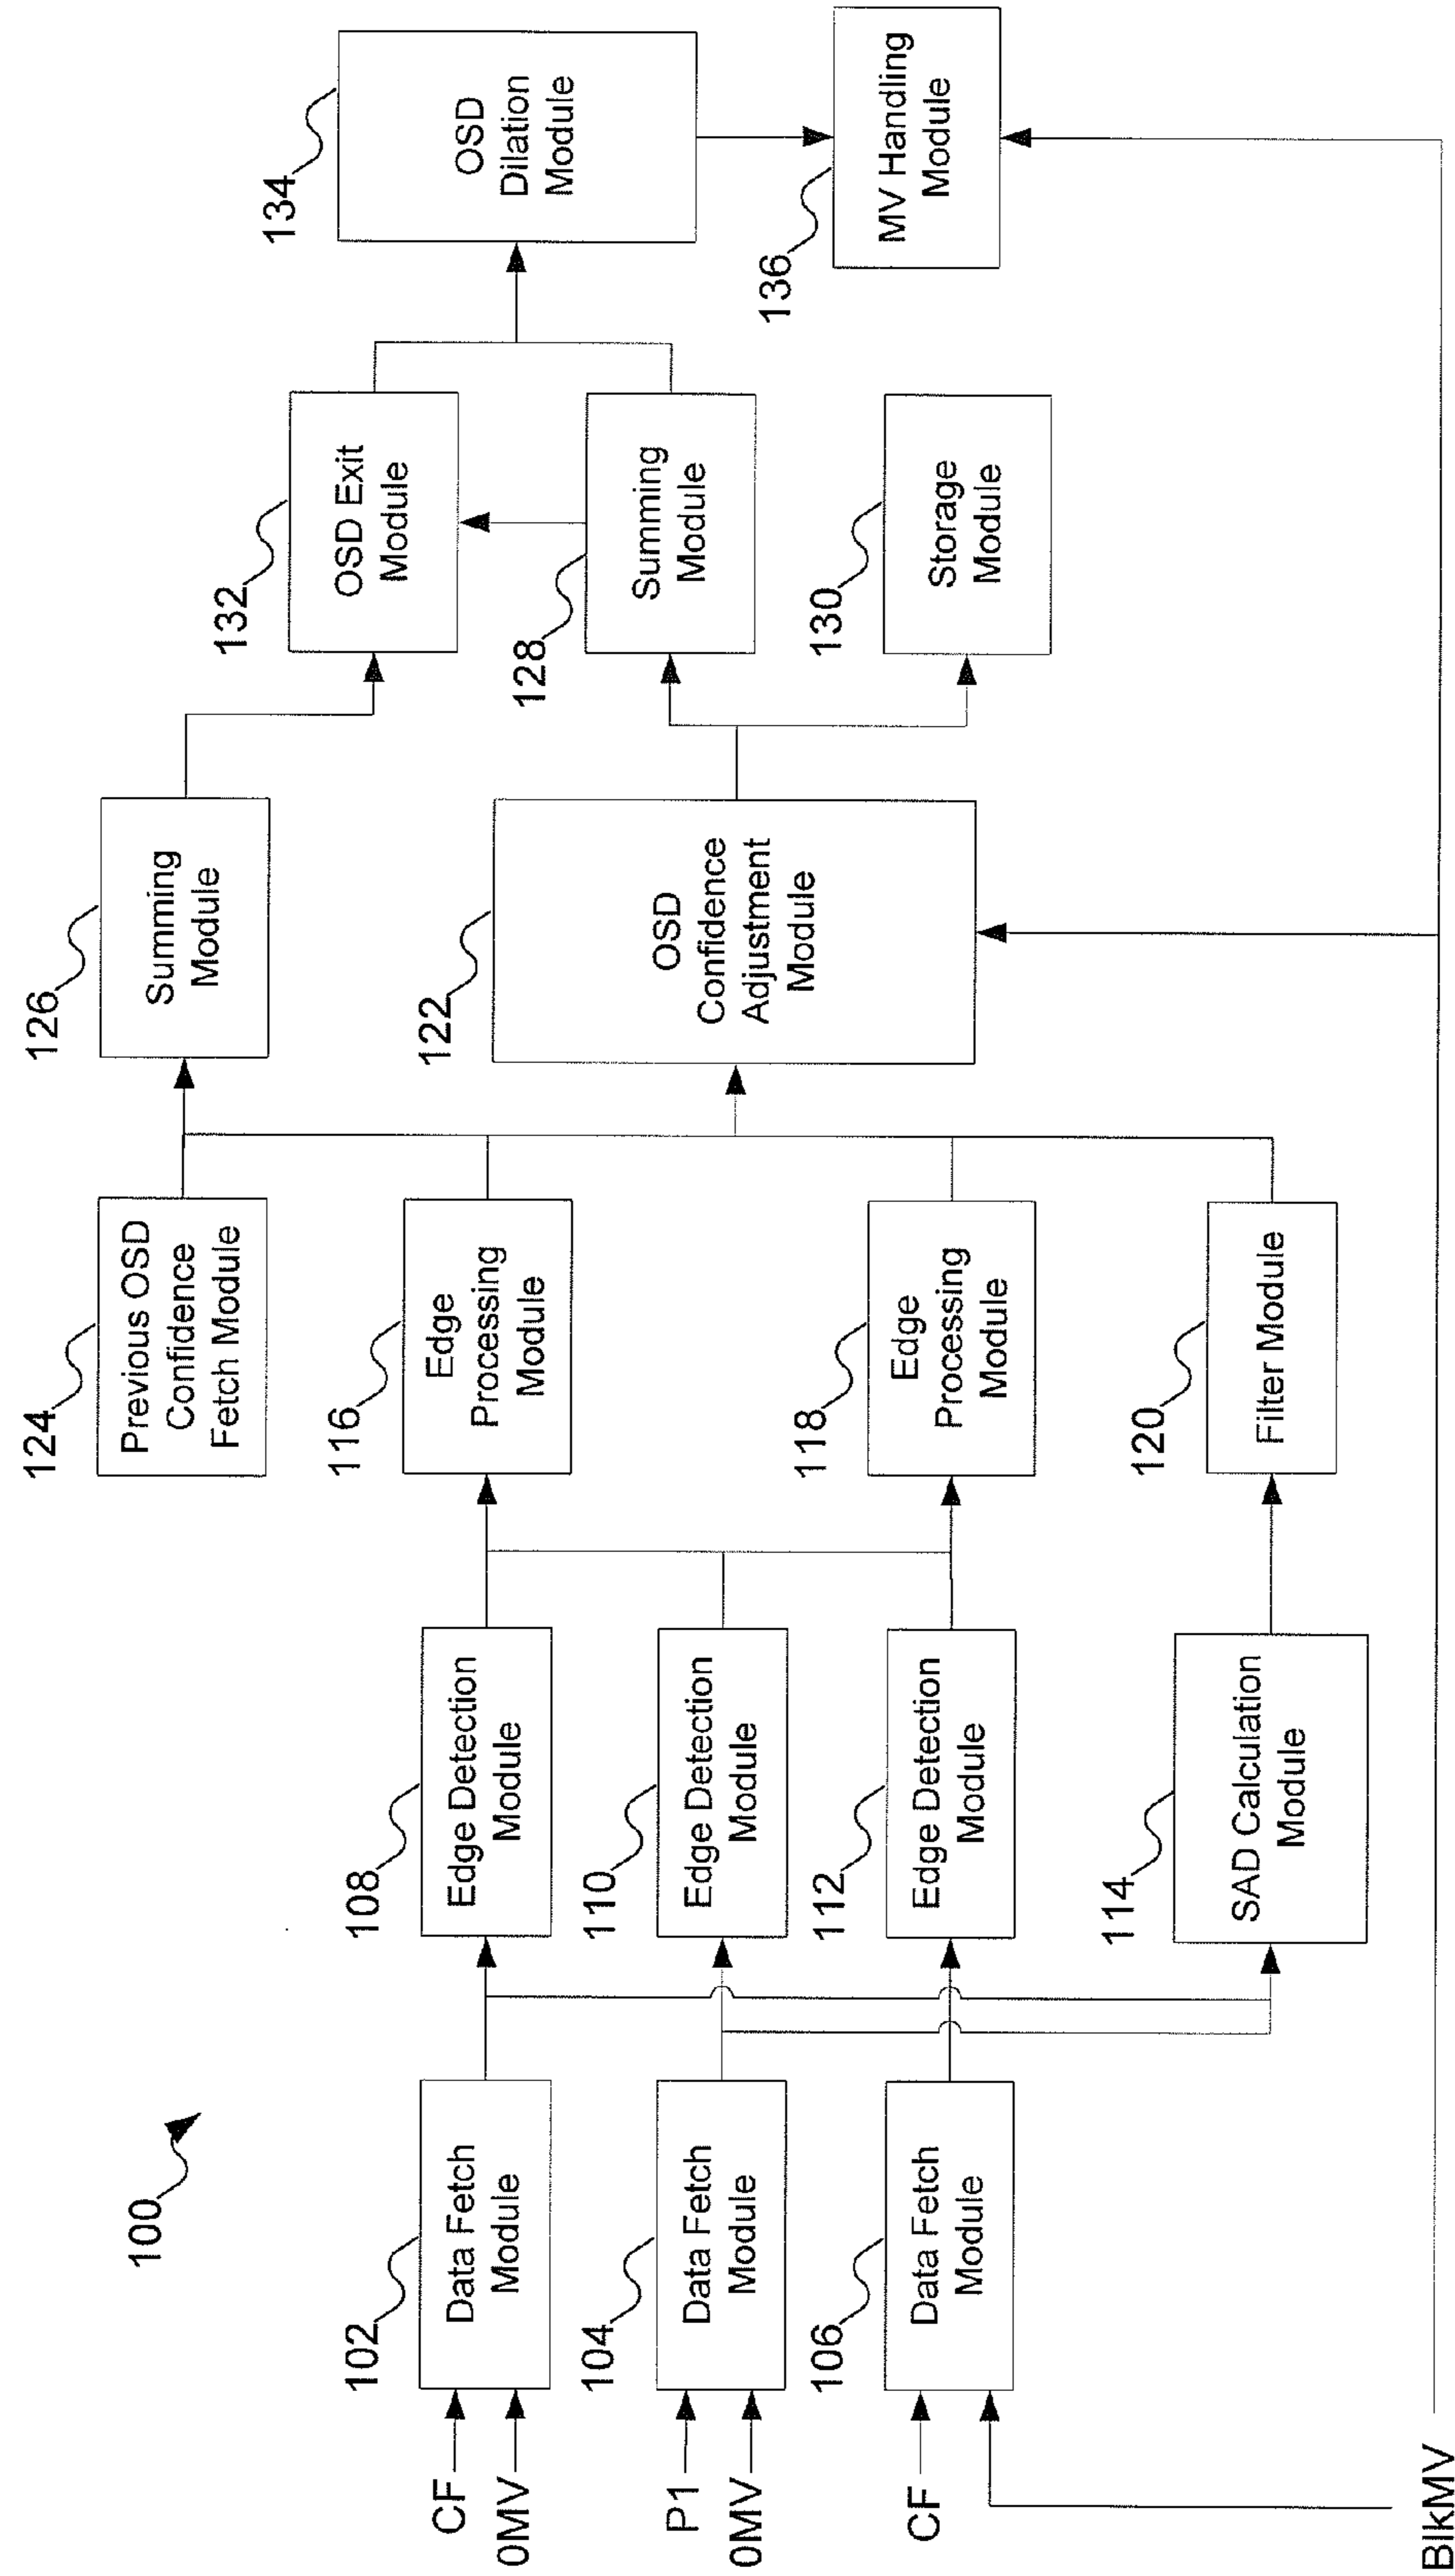 100
CF
0MV
102
Data Fetch
Module
P1
0MV
104
Data Fetch
Module
CF
106
Data Fetch
Module
BlkMV
108
Edge Detection
Module
110
Edge Detection
Module
112
Edge Detection
Module
114
SAD Calculation
Module
124
Previous OSD
Confidence
Fetch Module
116
Edge
Processing
Module
118
Edge
Processing
Module
120
Filter Module
126
Summing
Module
122
OSD
Confidence
Adjustment
Module
132
OSD Exit
Module
128
Summing
Module
130
Storage
Module
134
OSD
Dilation
Module
136
MV Handling
Module